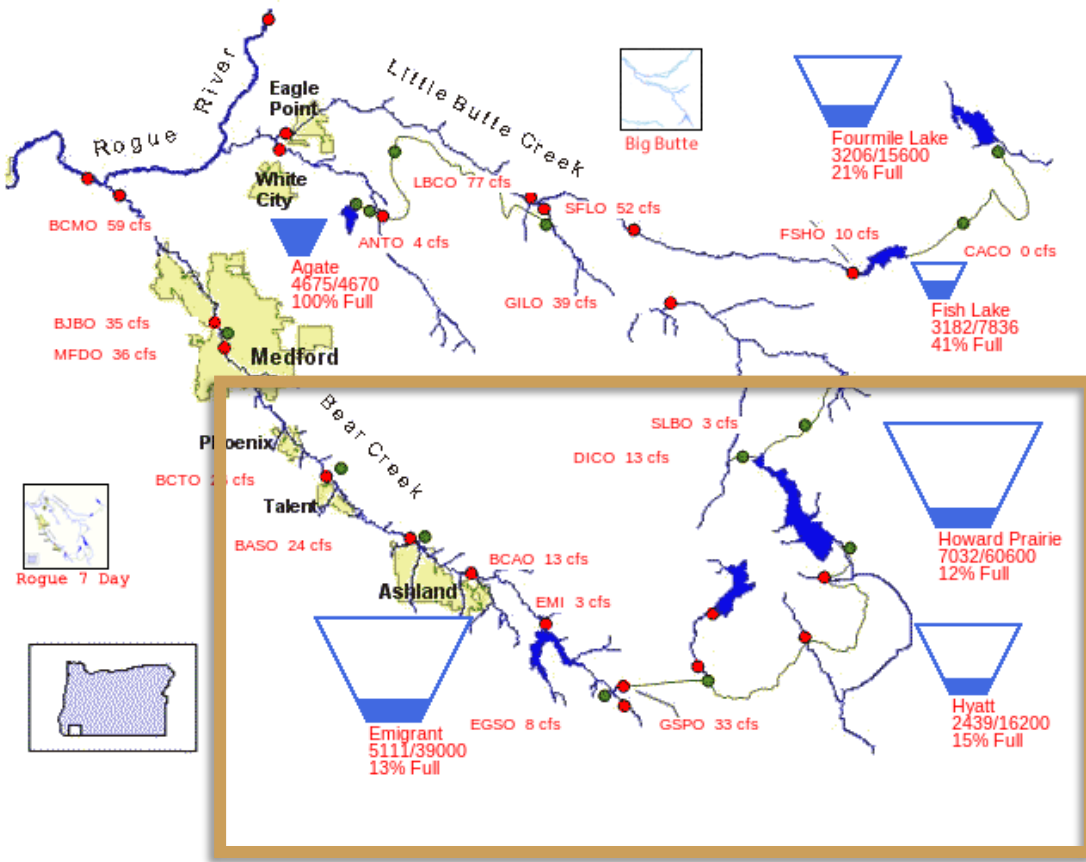 Rogue River
Eagle
Point
Little Butte Creek
Big Butte
Fourmile Lake
3206/15600
21% Full
White
City
LBCO 77 cfs
BCMO 59 cfs
ANTO 4 cfs
SFLO 52 cfs
FSHO 10 cfs
CACO 0 cfs
Agate
4675/4670
100% Full
GILO 39 cfs
Fish Lake
3182/7836
41% Full
BJBO 35 cfs
MFDO 36 cfs
Medford
Bear Creek
Phoenix
SLBO 3 cfs
DICO 13 cfs
BCTO cfs
Talent
Rogue 7 Day
BASO 24 cfs
Howard Prairie
7032/60600
12% Full
BCAO 13 cfs
Ashland
EMI 3 cfs
EGSO 8 cfs
GSPO 33 cfs
Hyatt
2439/16200
15% Full
Emigrant
5111/39000
13% Full